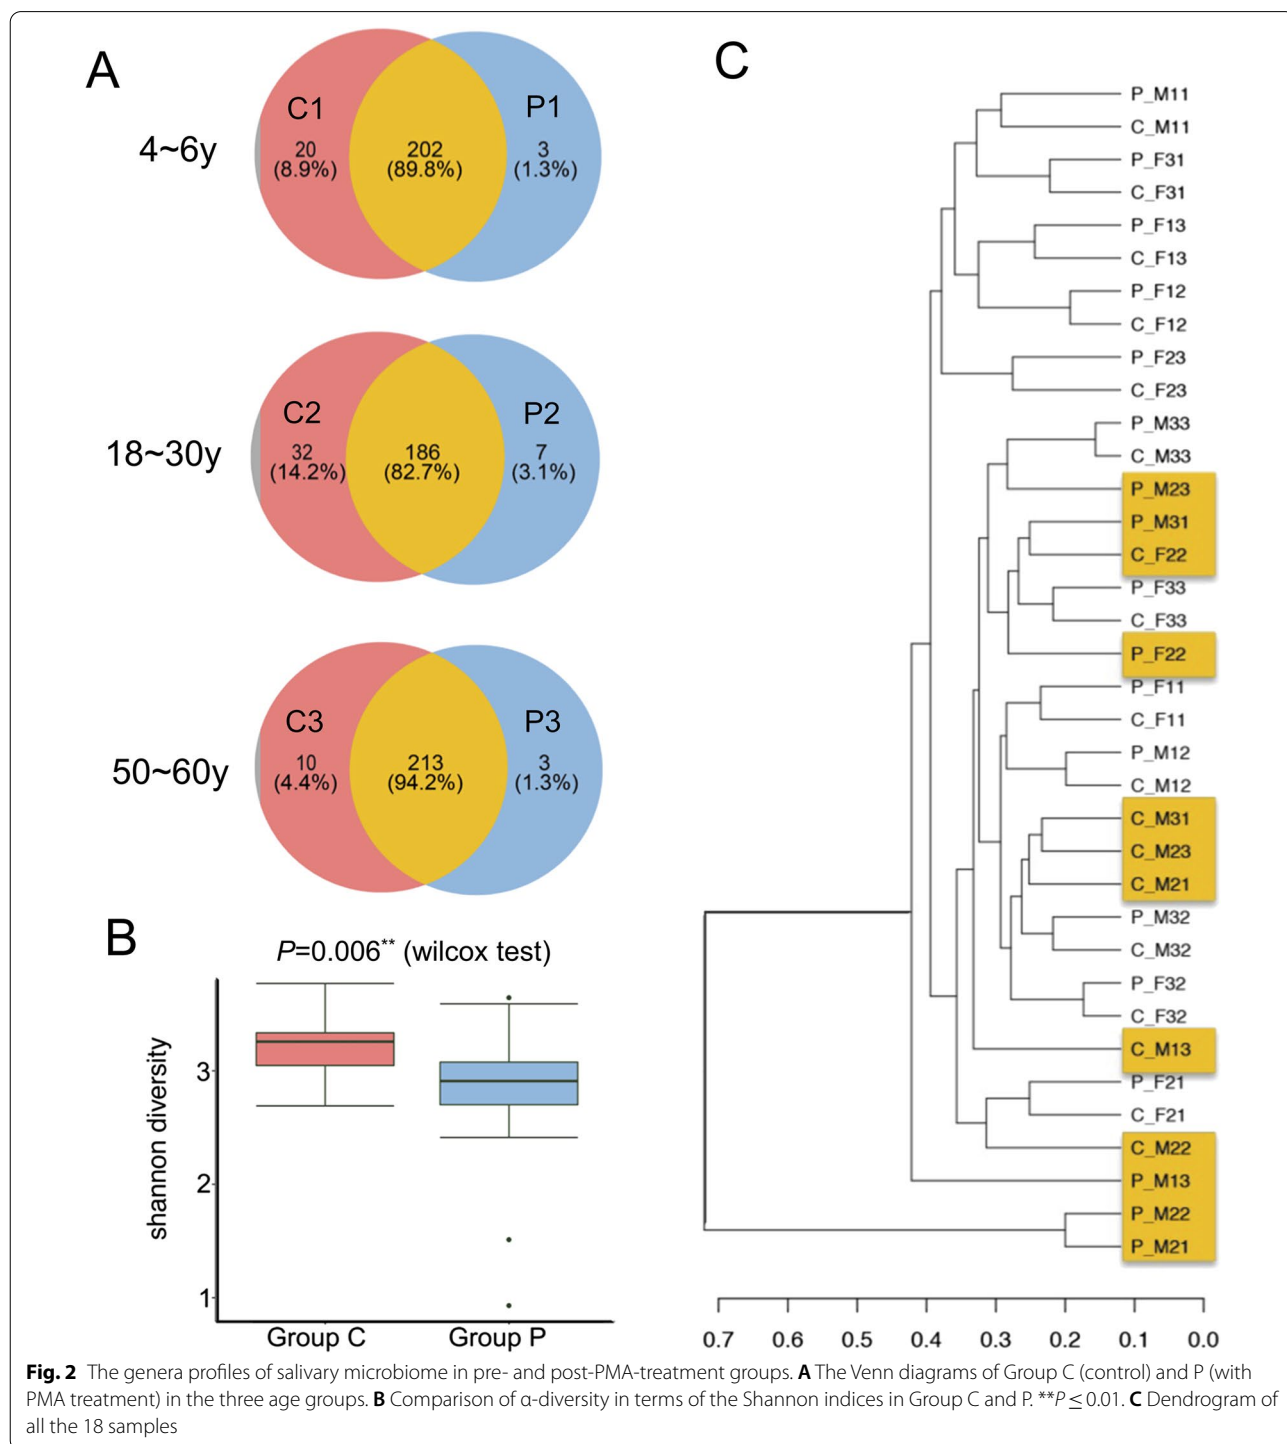 A
4~6y
C1
P1
20
(8.9%)
202
(89.8%)
3
(1.3%)
18~30y
C2
P2
32
(14.2%)
186
(82.7%)
7
(3.1%)
50~60y
C3
P3
10
(4.4%)
213
(94.2%)
3
(1.3%)
B
P=0.006** (wilcox test)
shannon diversity
3
2
1
Group C
Group P
C
P_M11
C_M11
P_F31
C_F31
P_F13
C_F13
P_F12
C_F12
P_F23
C_F23
P_M33
C_M33
P_M23
P_M31
C_F22
P_F33
C_F33
P_F22
P_F11
C_F11
P_M12
C_M12
C_M31
C_M23
C_M21
P_M32
C_M32
P_F32
C_F32
C_M13
P_F21
C_F21
C_M22
P_M13
P_M22
P_M21
0.7 0.6 0.5 0.4 0.3 0.2 0.1 0.0
Fig. 2 The genera profiles of salivary microbiome in pre- and post-PMA-treatment groups. A The Venn diagrams of Group C (control) and P (with
PMA treatment) in the three age groups. B Comparison of α-diversity in terms of the Shannon indices in Group C and P. **P ≤ 0.01. C Dendrogram of
all the 18 samples